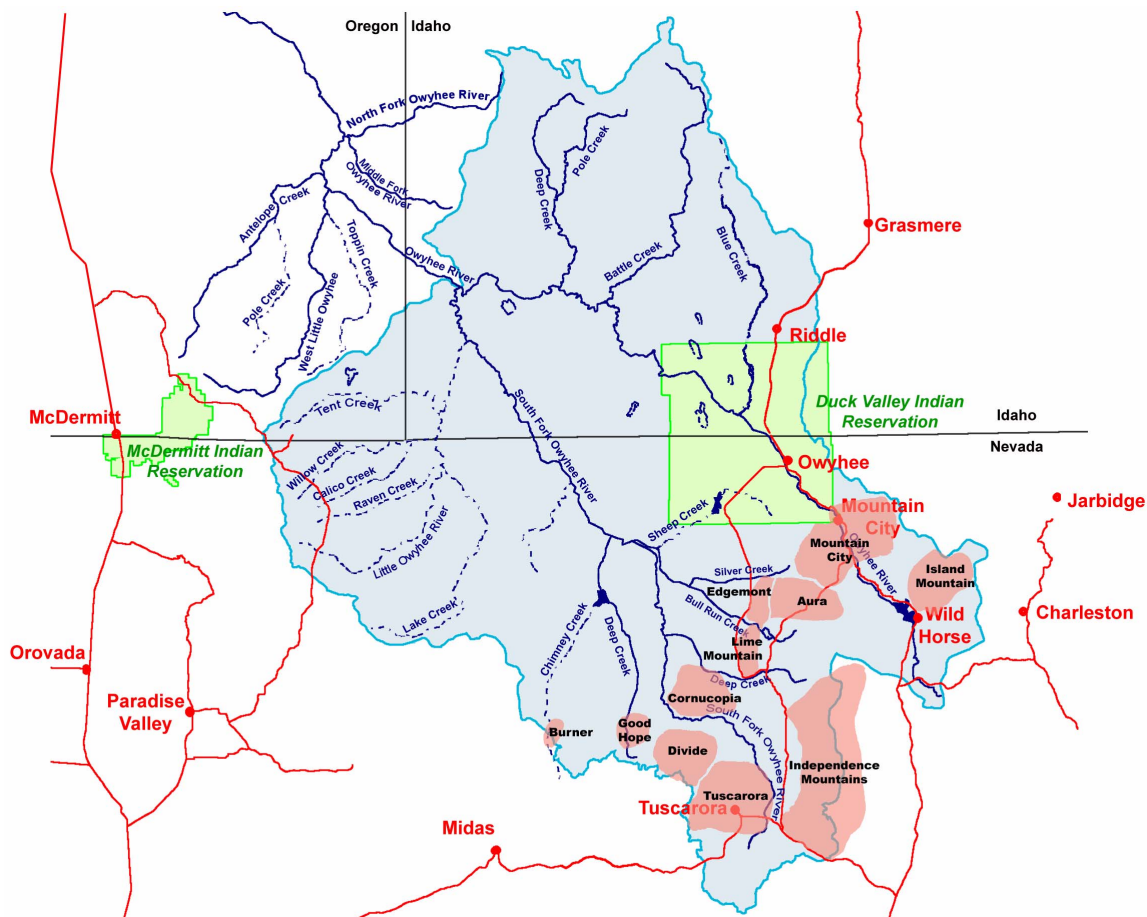 Oregon
Idaho
North Fork Owyhee River
Middle Fork
Owyhee River
Pole Creek
Deep Creek
Antelope Creek
Toppin Creek
Owyhee River
Battle Creek
Blue Creek
Grasmere
Pole Creek
West Little Owyhee
Riddle
McDermitt
McDermitt Indian
Reservation
Tent Creek
South Fork Owyhee River
Duck Valley Indian
Reservation
Idaho
Nevada
Willow Creek
Calico Creek
Raven Creek
Owyhee
Little Owyhee River
Sheep Creek
Mountain
City
Jarbidge
Mountain
City
Owyhee River
Silver Creek
Edgemont
Aura
Island
Mountain
Bull Run Creek
Wild
Horse
Charleston
Lake Creek
Chimney Creek
Deep Creek
Lime
Mountain
Orovada
Deep Creek
Paradise
Valley
Cornucopia
South Fork Owyhee River
Burner
Good
Hope
Divide
Independence
Mountains
Tuscarora
Tuscarora
Midas